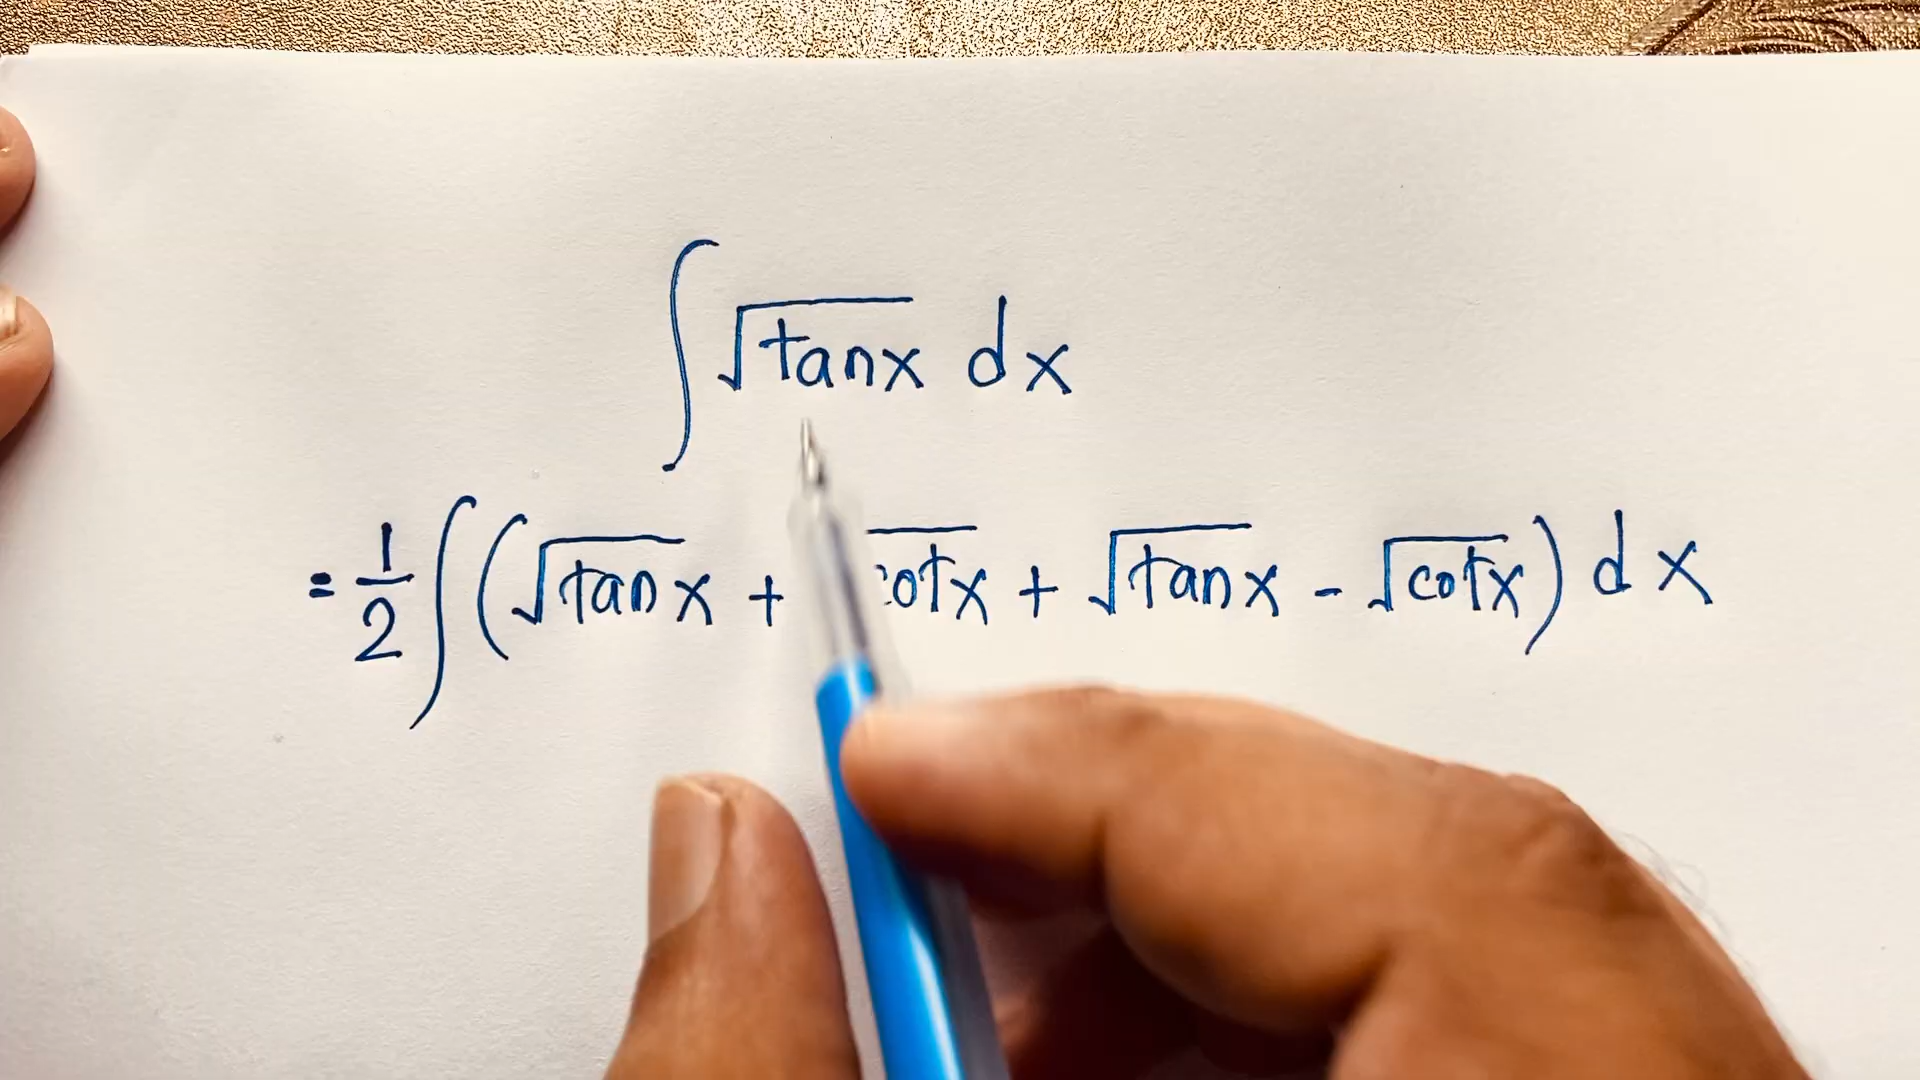 ∫ √tanx dx
= 1/2 ∫ (√tanx + cotx + √tanx - √cotx) dx